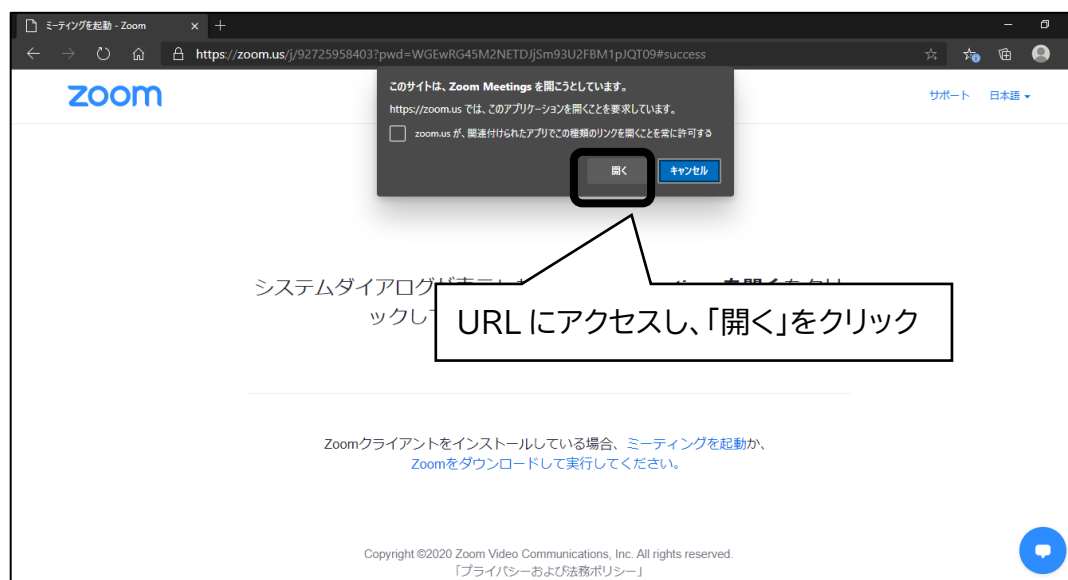 ミーティングを起動 - Zoom
https://zoom.us/j/92725958403?pwd=WGEwRG45M2NETDJjSm93U2FBM1pJQT09#success
zoom
サポート 日本語
このサイトは、Zoom Meetings を開こうとしています。
https://zoom.us では、このアプリケーションを開くことを要求しています。
zoom.us が、関連付けられたアプリでこの種類のリンクを開くことを常に許可する
開く キャンセル
システムダイアログが
ックして
URL にアクセスし、「開く」をクリック
Zoomクライアントをインストールしている場合、ミーティングを起動か、
Zoomをダウンロードして実行してください。
Copyright ©2020 Zoom Video Communications, Inc. All rights reserved.
「プライバシーおよび法務ポリシー」